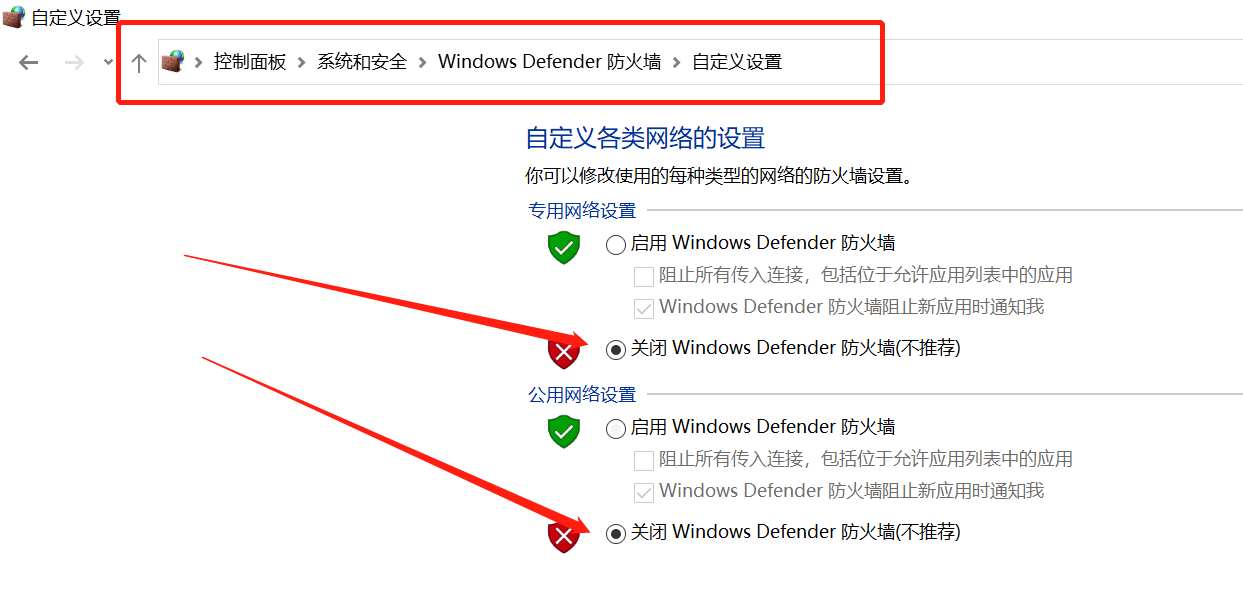 自定义设置
控制面板 > 系统和安全 > Windows Defender 防火墙 > 自定义设置
自定义各类网络的设置
你可以修改使用的每种类型的网络的防火墙设置。
专用网络设置
启用 Windows Defender 防火墙
阻止所有传入连接，包括位于允许应用列表中的应用
Windows Defender 防火墙阻止新应用时通知我
关闭 Windows Defender 防火墙(不推荐)
公用网络设置
启用 Windows Defender 防火墙
阻止所有传入连接，包括位于允许应用列表中的应用
Windows Defender 防火墙阻止新应用时通知我
关闭 Windows Defender 防火墙(不推荐)